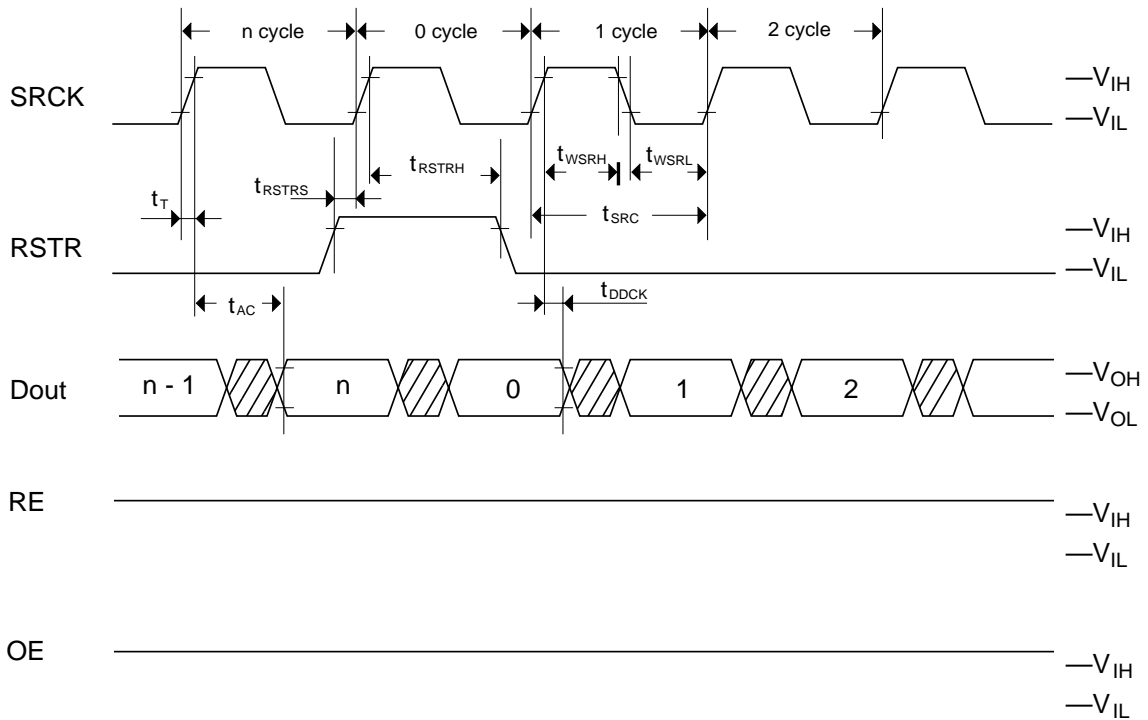 n cycle 0 cycle 1 cycle 2 cycle
SRCK
VIH
VIL
tWSRH tWSRL
tRSTRH
tRSTRS
tT
tSRC
RSTR
VIH
VIL
tAC
tDDCK
Dout
n - 1 n 0 1 2
VOH
VOL
RE
VIH
VIL
OE
VIH
VIL